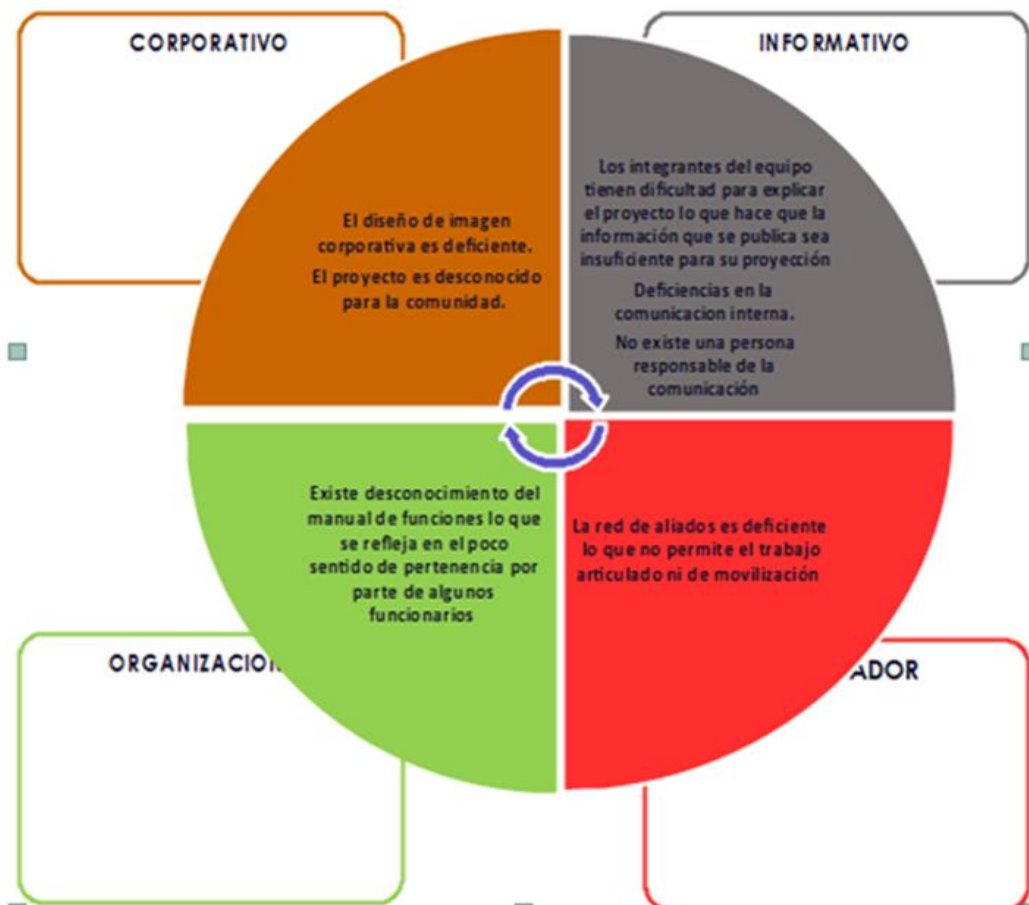 CORPORATIVO
INFORMATIVO
El diseño de imagen
corporativa es deficiente.
El proyecto es desconocido
para la comunidad.
Los integrantes del equipo
tienen dificultad para explicar
el proyecto lo que hace que la
información que se publica sea
insuficiente para su proyección
Deficiencias en la
comunicacion interna.
No existe una persona
responsable de la
comunicación
Existe desconocimiento del
manual de funciones lo que
se refleja en el poco
sentido de pertenencia por
parte de algunos
funcionarios
La red de aliados es deficiente
lo que no permite el trabajo
articulado ni de movilización